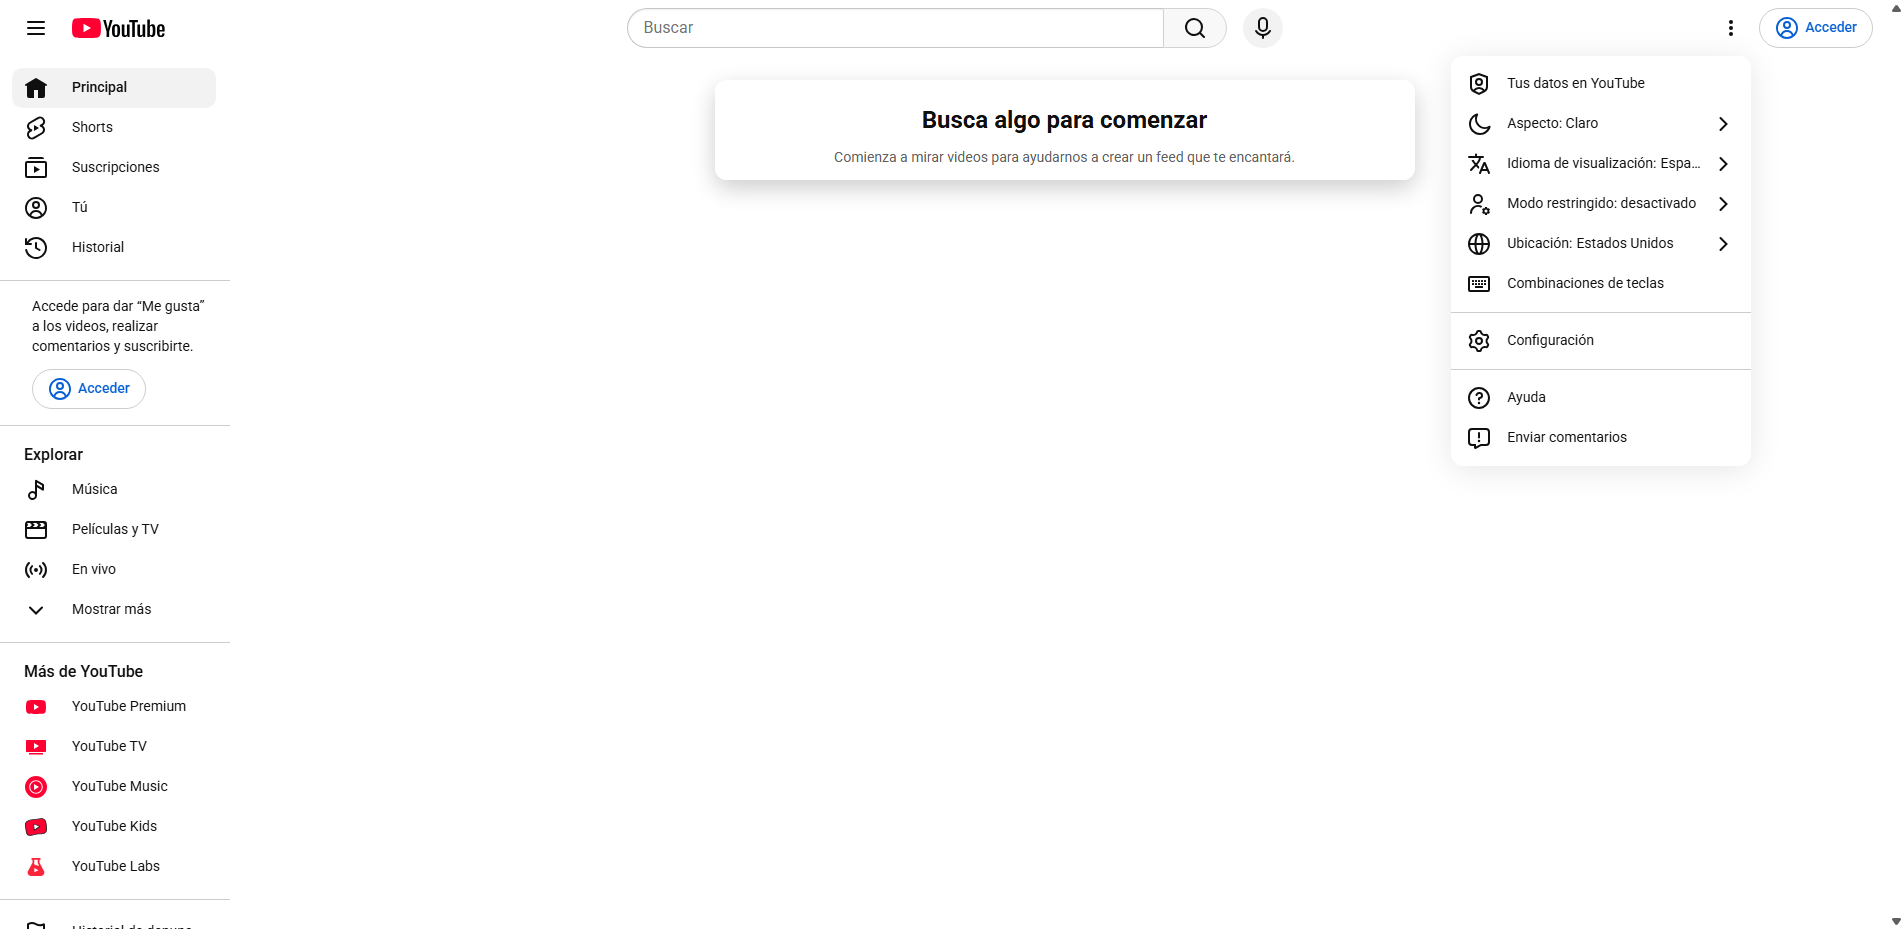 YouTube
Buscar
Acceder
Principal
Shorts
Suscripciones
Tú
Historial
Accede para dar “Me gusta”
a los videos, realizar
comentarios y suscribirte.
Acceder
Explorar
Música
Películas y TV
En vivo
Mostrar más
Más de YouTube
YouTube Premium
YouTube TV
YouTube Music
YouTube Kids
YouTube Labs
Busca algo para comenzar
Comienza a mirar videos para ayudarnos a crear un feed que te encantará.
Tus datos en YouTube
Aspecto: Claro
Idioma de visualización: Espa...
Modo restringido: desactivado
Ubicación: Estados Unidos
Combinaciones de teclas
Configuración
Ayuda
Enviar comentarios